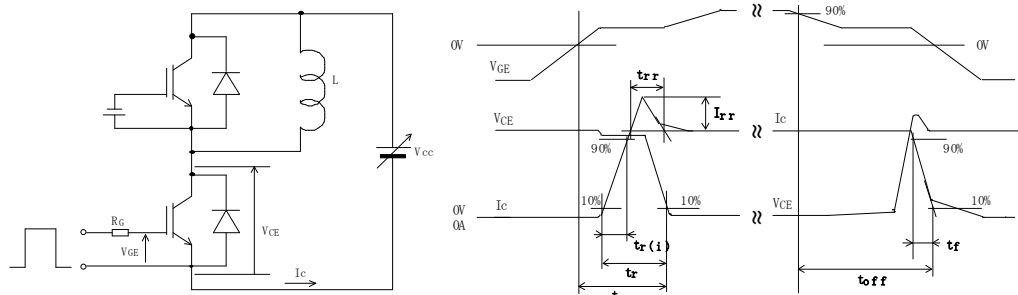 L
Vcc
RG
VGE
VCE
Ic
0V
VGE
trr
Irr
VCE
90%
10%
Ic
0V
0A
10%
tr(i)
tr
90%
0V
Ic
90%
VCE
10%
tf
toff